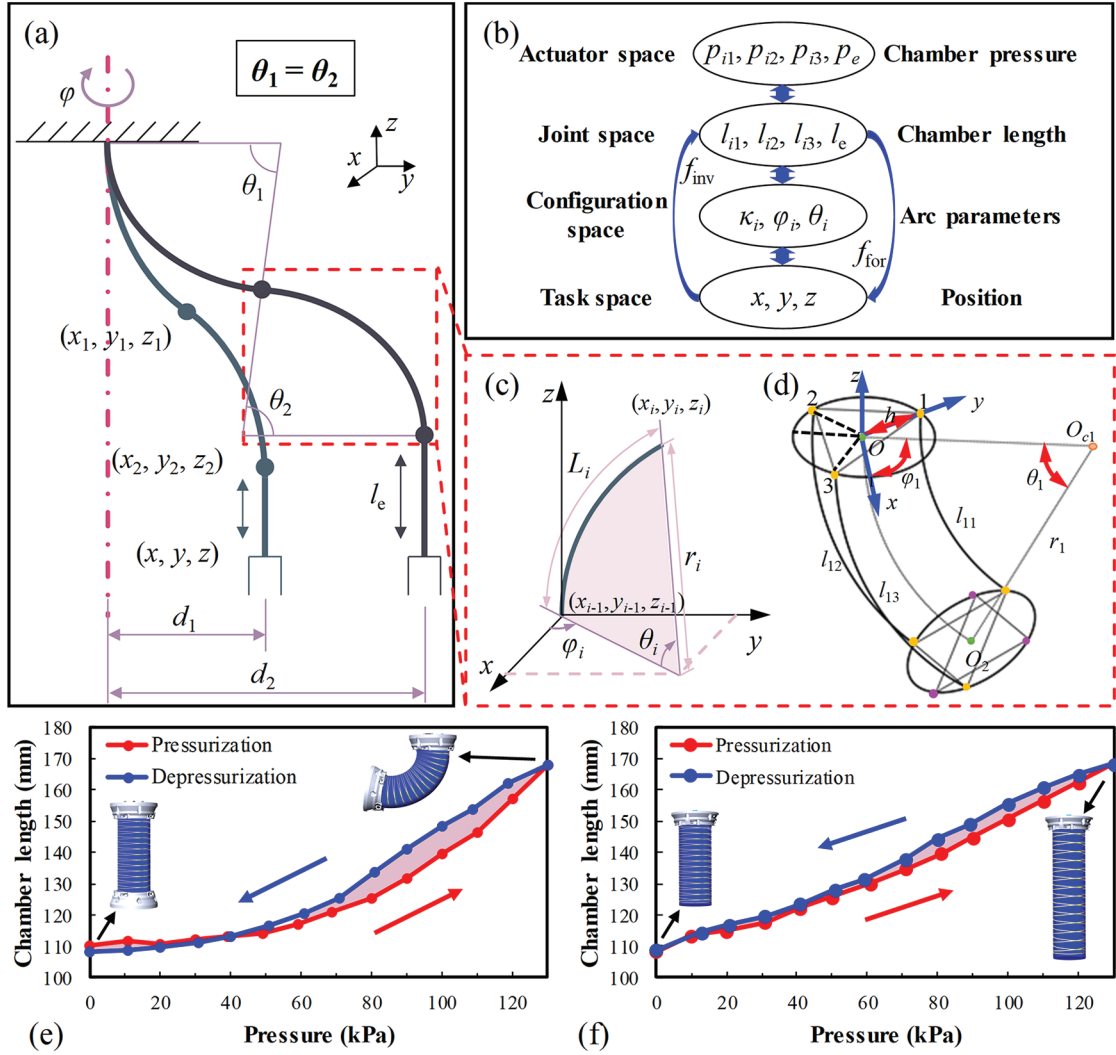 (a)
θ₁ = θ₂
φ
z
x
y
θ₁
(x₁, y₁, z₁)
θ₂
(x₂, y₂, z₂)
lₑ
(x, y, z)
d₁
d₂
(b)
Actuator space
pᵢ₁, pᵢ₂, pᵢ₃, pₑ
Chamber pressure
Joint space
lᵢ₁, lᵢ₂, lᵢ₃, lₑ
Chamber length
f_inv
Configuration
space
κᵢ, φᵢ, θᵢ
Arc parameters
f_for
Task space
x, y, z
Position
(c)
z
(xᵢ, yᵢ, zᵢ)
Lᵢ
rᵢ
(xᵢ₋₁, yᵢ₋₁, zᵢ₋₁)
φᵢ
θᵢ
x
y
(d)
z
2
1
y
h
O
O_c1
φ₁
θ₁
3
x
l₁₁
r₁
l₁₂
l₁₃
O₂
180
170
160
150
140
130
120
110
100
Chamber length (mm)
Pressurization
Depressurization
0 20 40 60 80 100 120
Pressure (kPa)
(e)
180
170
160
150
140
130
120
110
100
Chamber length (mm)
Pressurization
Depressurization
0 20 40 60 80 100 120
Pressure (kPa)
(f)